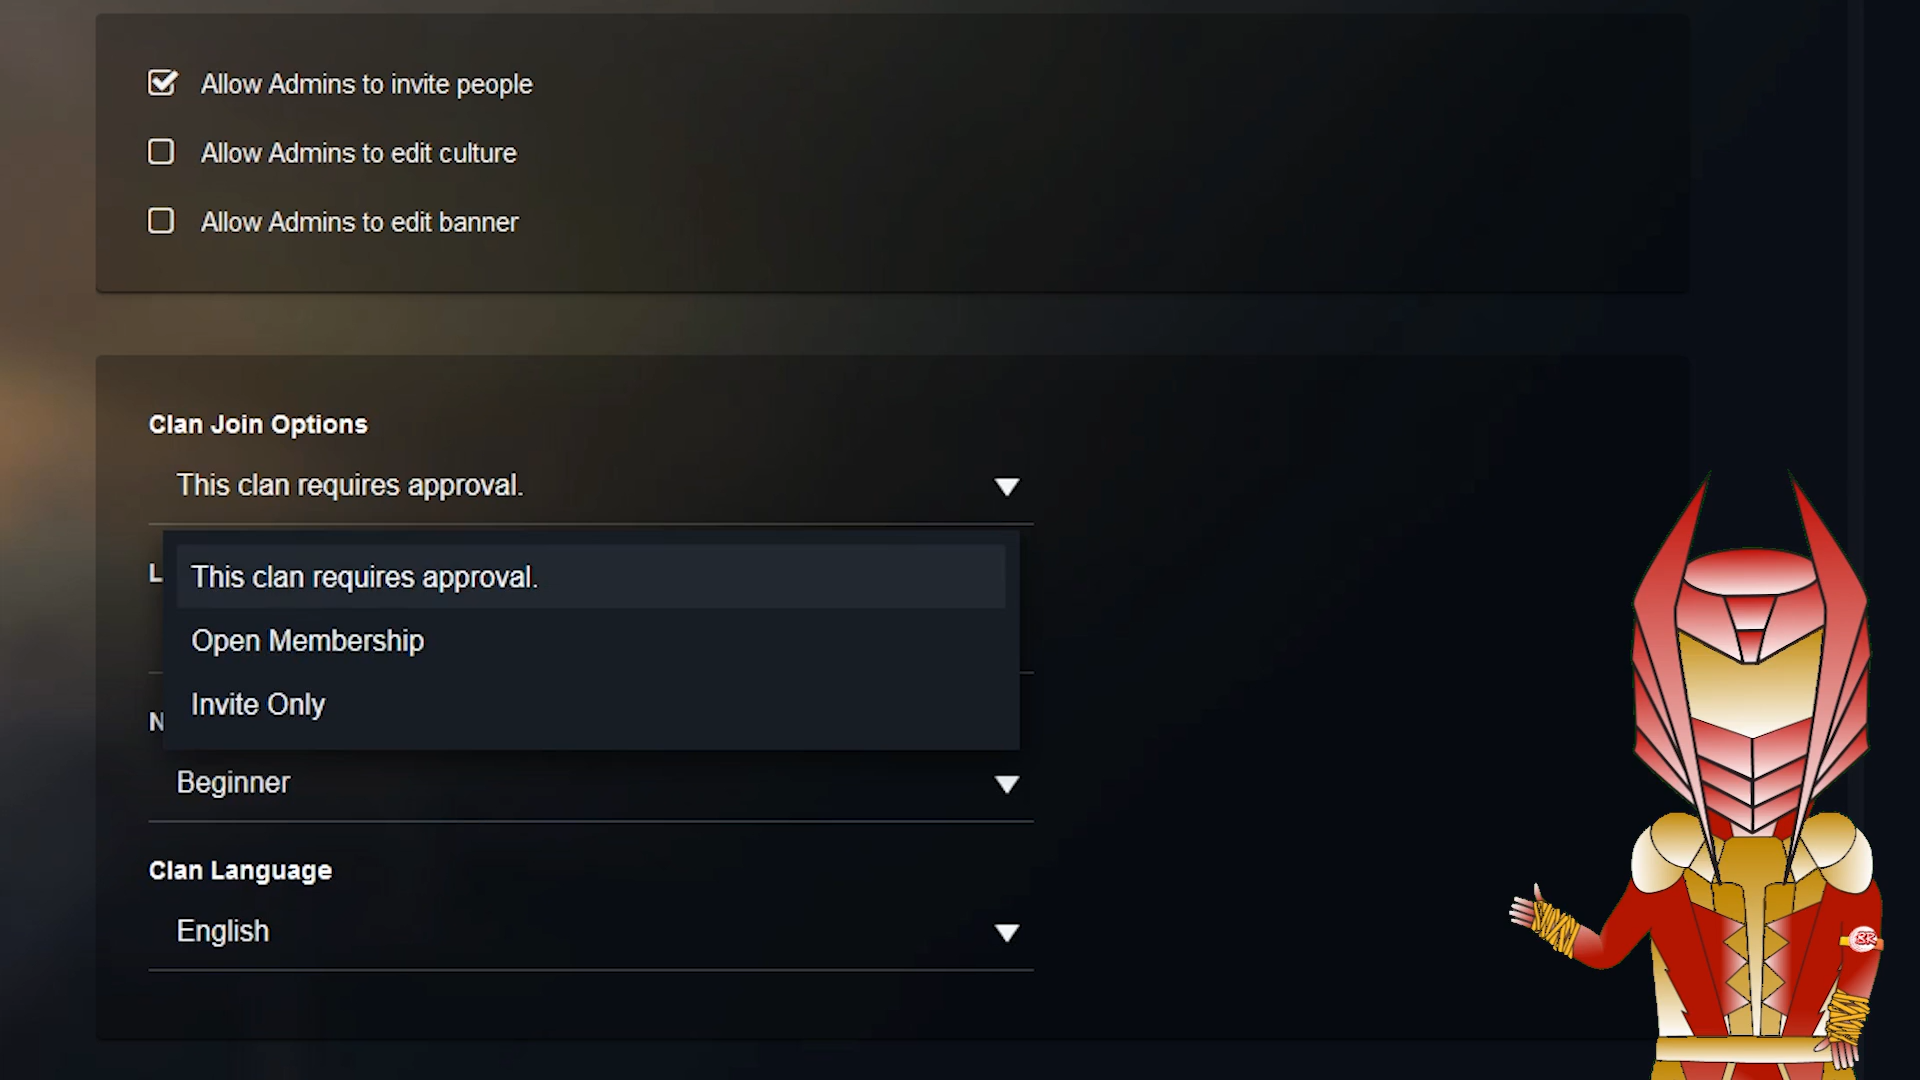 Allow Admins to invite people
Allow Admins to edit culture
Allow Admins to edit banner
Clan Join Options
This clan requires approval.
L
This clan requires approval.
Open Membership
Invite Only
N
Beginner
Clan Language
English